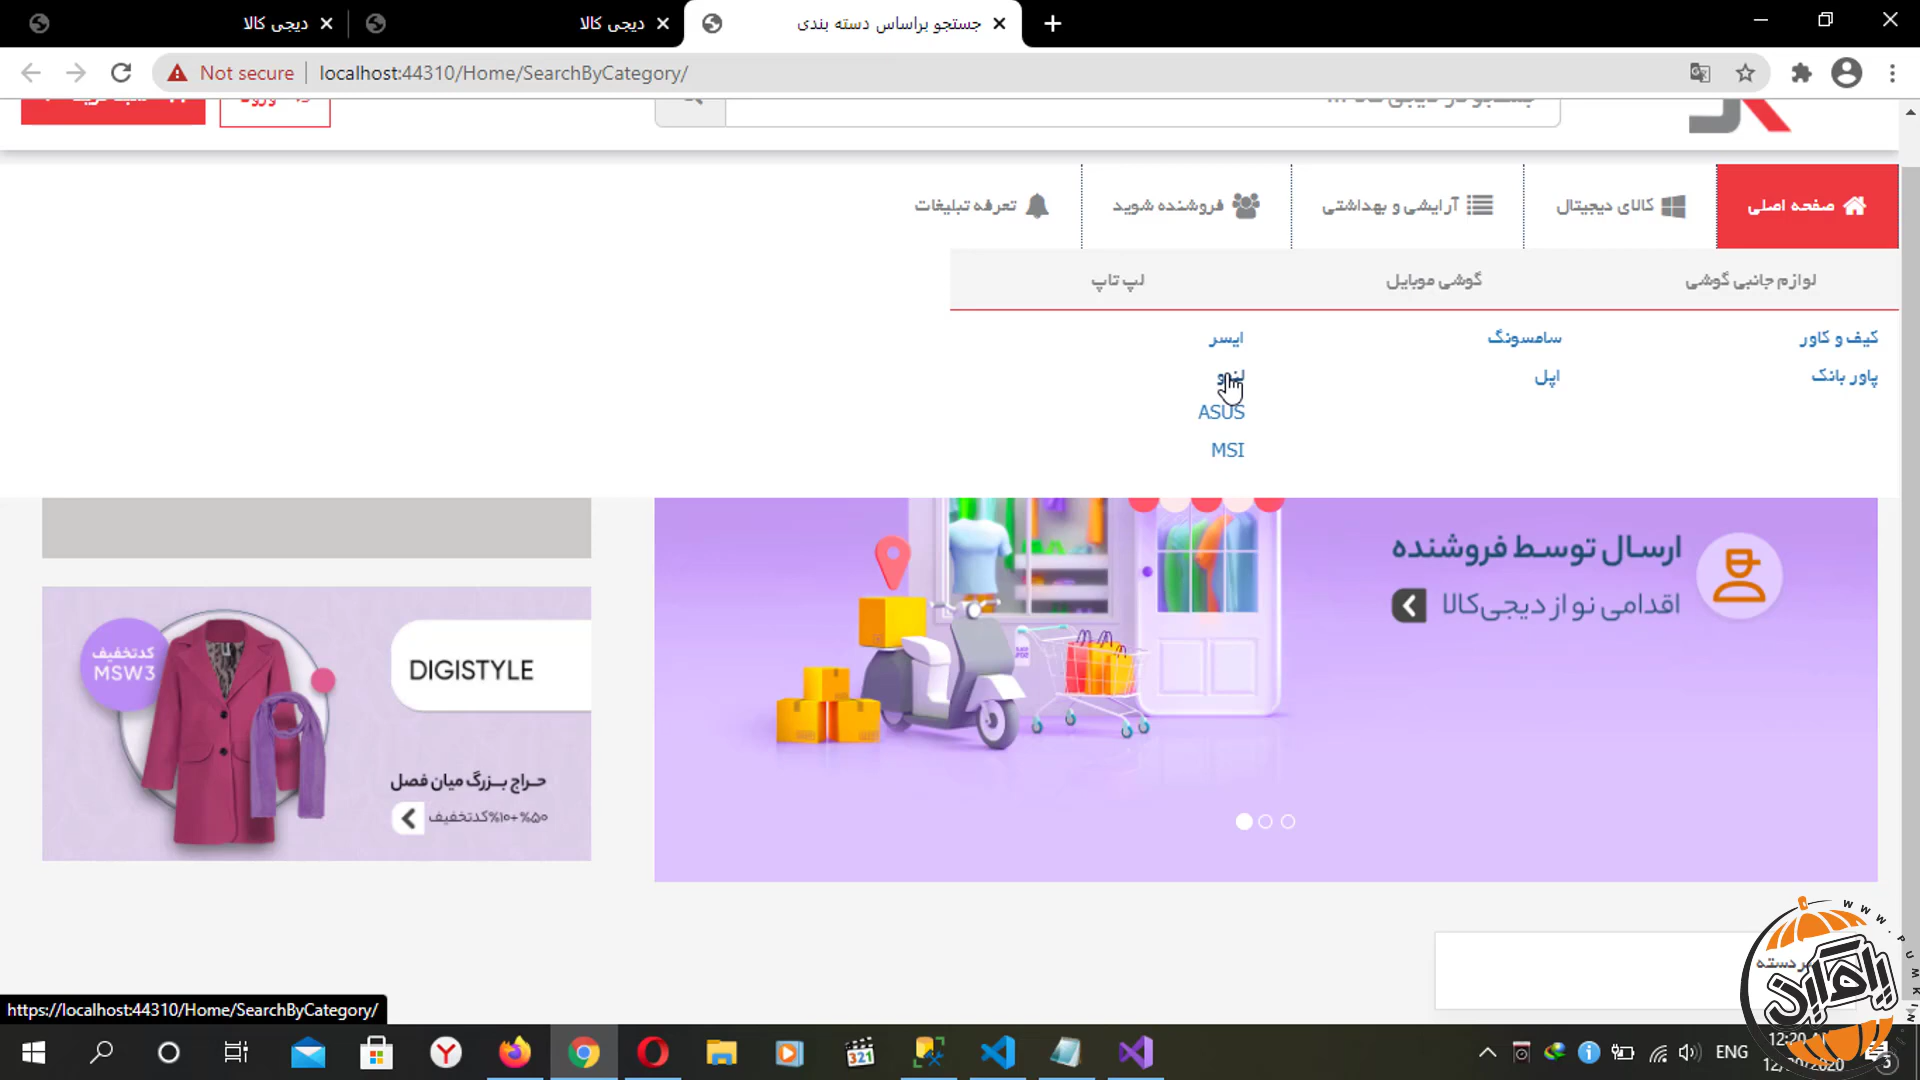 دیجی کالا
دیجی کالا
جستجو براساس دسته بندی
Not secure
localhost:44310/Home/SearchByCategory/
صفحه اصلی
کالای دیجیتال
آرایشی و بهداشتی
فروشنده شوید
تعرفه تبلیغات
لوازم جانبی گوشی
گوشی موبایل
لپ تاپ
کیف و کاور
سامسونگ
ایسر
پاور بانک
اپل
ASUS
MSI
ارسال توسط فروشنده
اقدامی نو از دیجی‌کالا
کدتخفیف
MSW3
DIGISTYLE
حراج بزرگ میان فصل
%۵۰+%۱۰کدتخفیف
https://localhost:44310/Home/SearchByCategory/
321
ENG